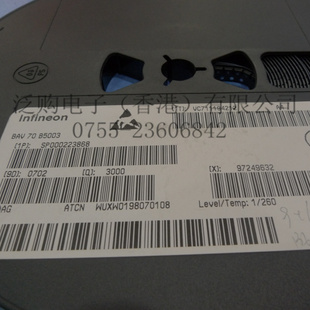 泛购电子（香港）有限公司
Infineon
0755-23606842
BAV 70 B5003
[1P]: SP000223868
[9D]: 0702 [Q]: 3000
[X]: 97249632
ATCN WUXW0198070108
Level/Temp: 1/260